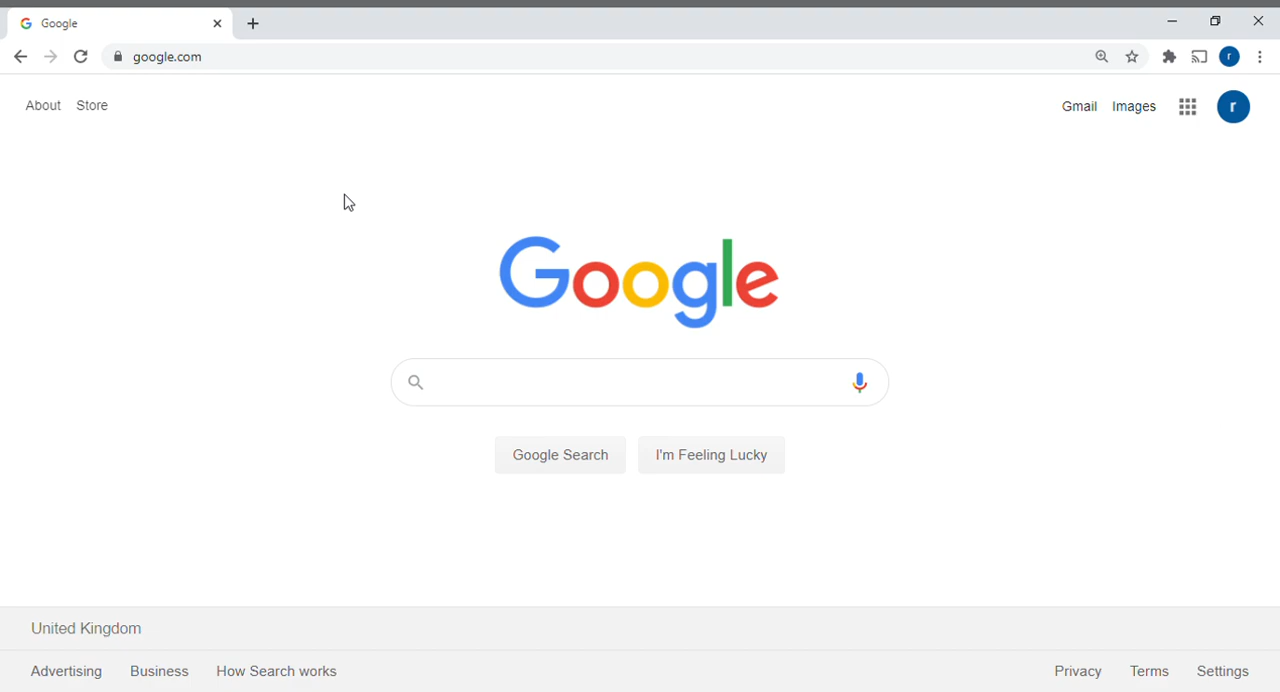 Google
google.com
r
About Store
Gmail Images
r
Google
Google Search I'm Feeling Lucky
United Kingdom
Advertising Business How Search works
Privacy Terms Settings